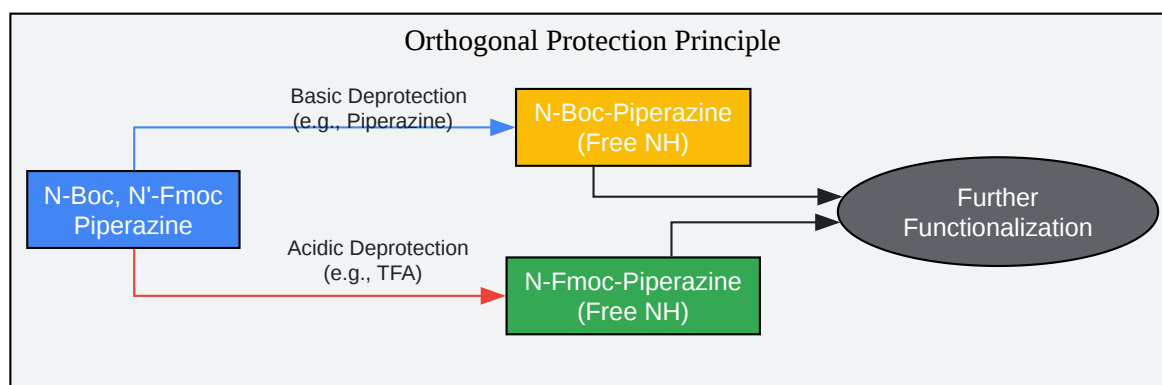 Orthogonal Protection Principle
Basic Deprotection
(e.g., Piperazine)
N-Boc-Piperazine
(Free NH)
N-Boc, N'-Fmoc
Piperazine
Further
Functionalization
Acidic Deprotection
(e.g., TFA)
N-Fmoc-Piperazine
(Free NH)